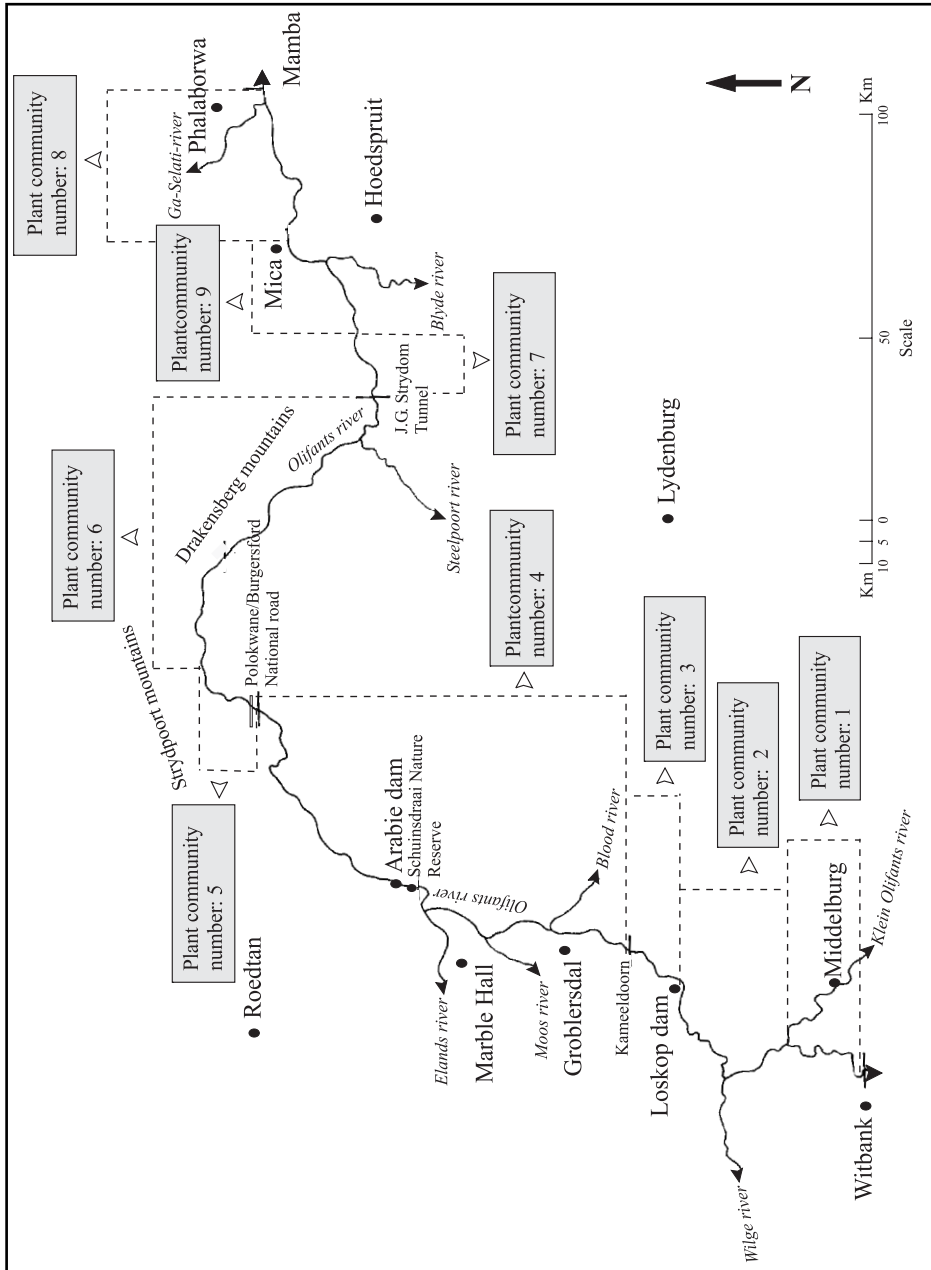 Plant community
number: 8
Phalaborwa
Mamba
Ga-Selati-river
Plantcommunity
number: 9
Mica
Hoedspruit
Blyde river
Plant community
number: 7
J.G. Strydom
Tunnel
Olifants river
Drakensberg mountains
Steelpoort river
Plant community
number: 6
Strydpoort mountains
Polokwane/Burgersford
National road
Plantcommunity
number: 4
Lydenburg
Plant community
number: 5
Roedtan
Arabie dam
Schuinsdraai Nature
Reserve
Olifants river
Elands river
Marble Hall
Moos river
Groblersdal
Blood river
Kameeldoorn
Loskop dam
Plant community
number: 3
Plant community
number: 2
Plant community
number: 1
Middelburg
Klein Olifants river
Witbank
Wilge river
N
Km 10 5 0 50 100 Km
Scale